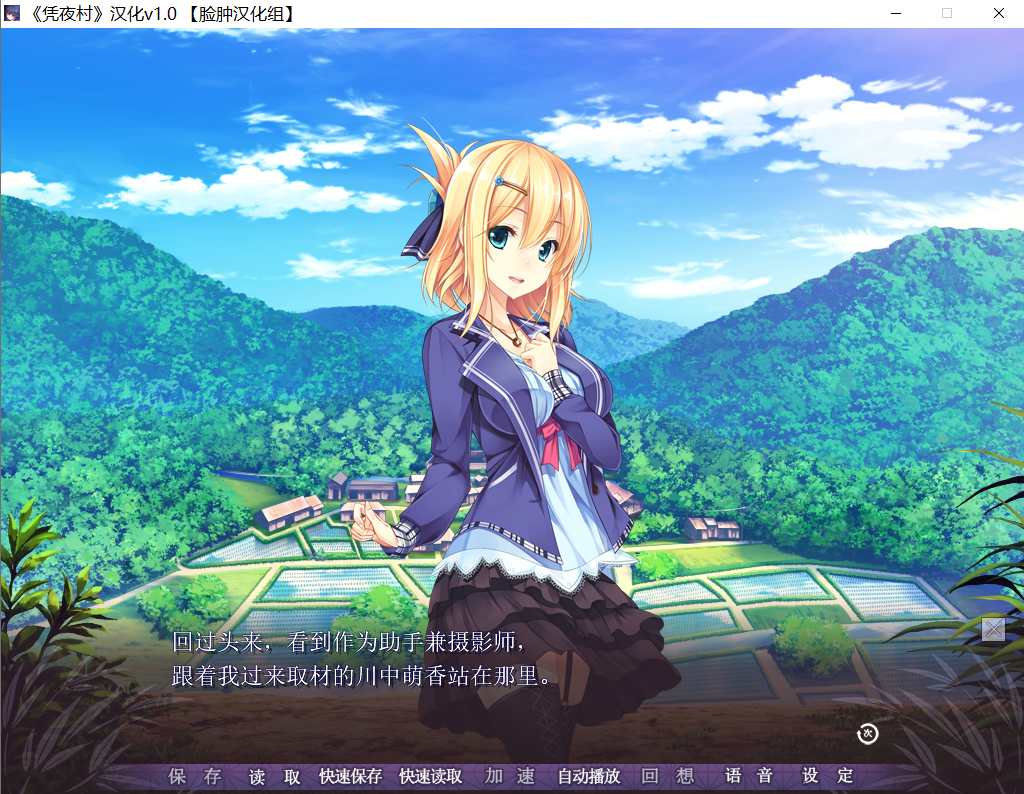 《凭夜村》汉化v1.0 【脸肿汉化组】
回过头来，看到作为助手兼摄影师，
跟着我过来取材的川中萌香站在那里。
次
保存 读取 快速保存 快速读取 加速 自动播放 回想 语音 设定